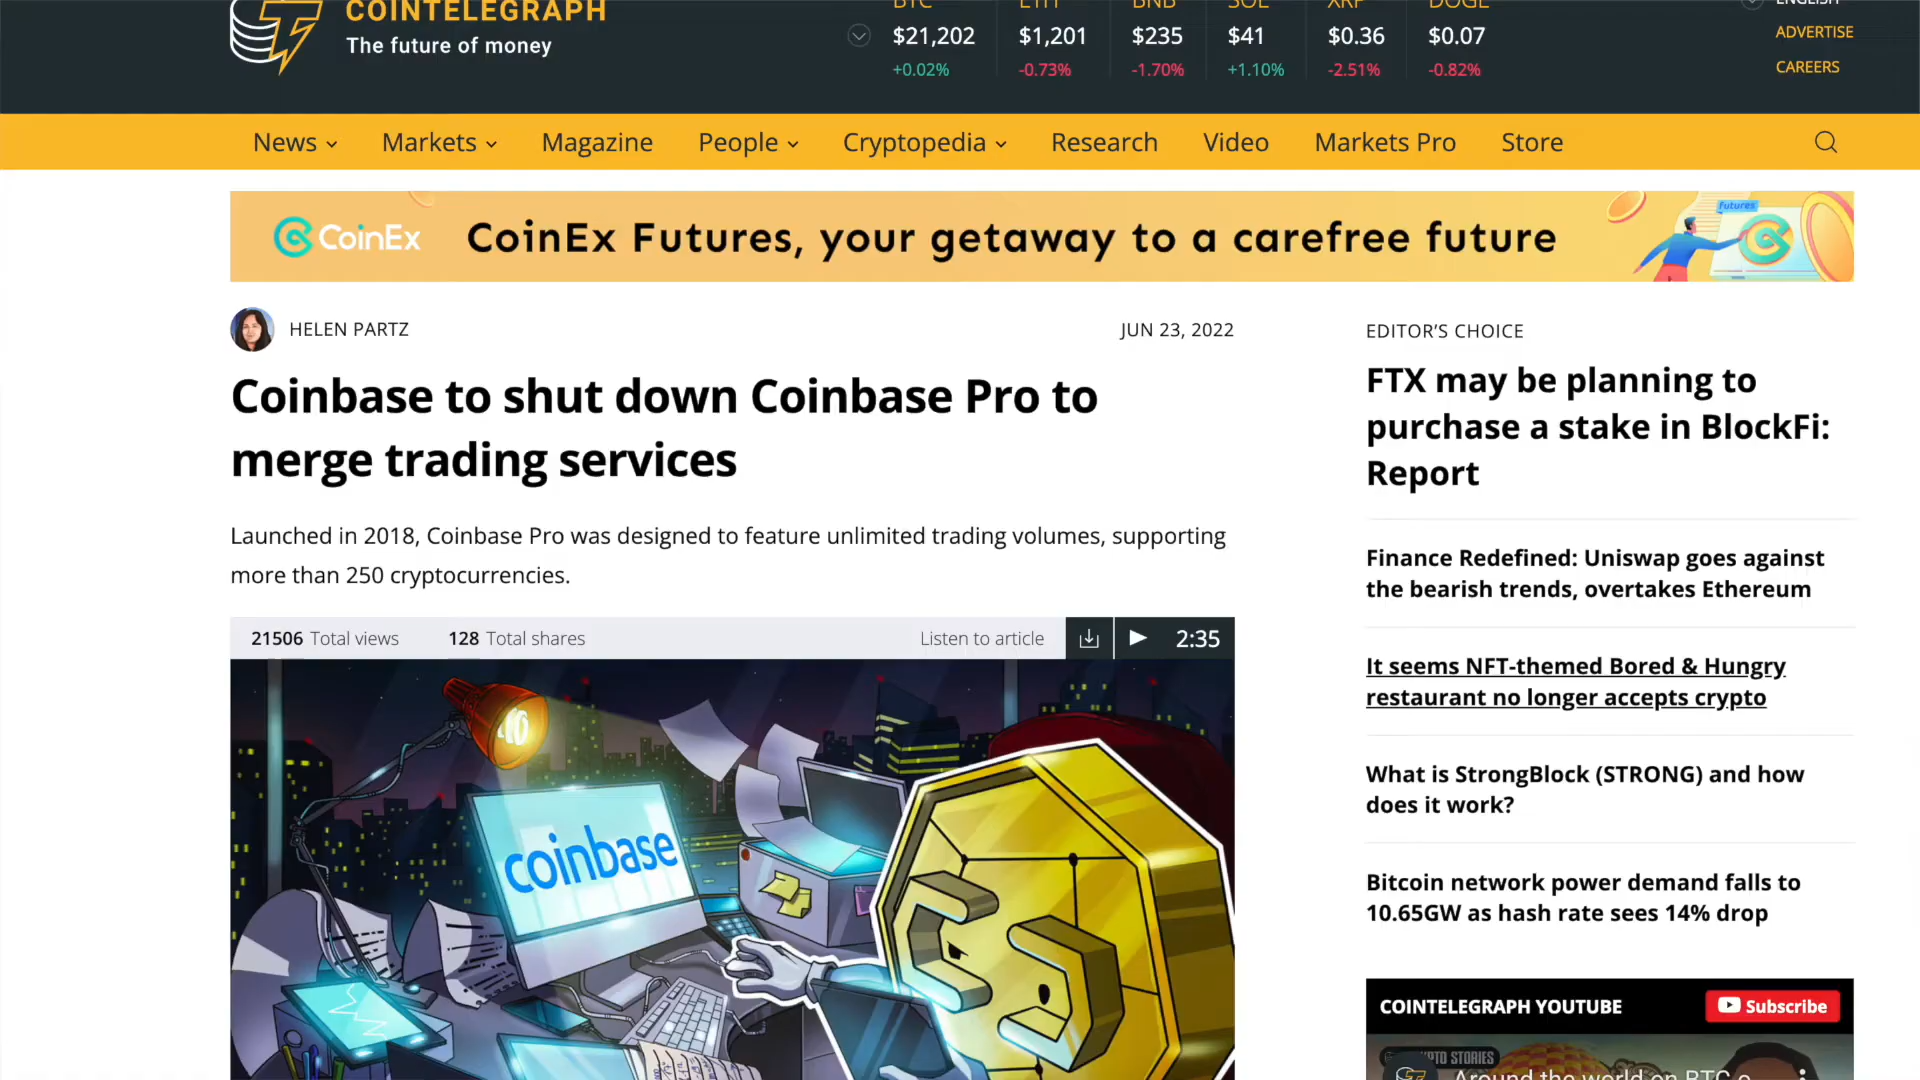 COINTELEGRAPH
The future of money
BTC ETH BNB SOL XRP DOGE
$21,202 $1,201 $235 $41 $0.36 $0.07
+0.02% -0.73% -1.70% +1.10% -2.51% -0.82%
ENGLISH
ADVERTISE
CAREERS
News Markets Magazine People Cryptopedia Research Video Markets Pro Store
CoinEx CoinEx Futures, your getaway to a carefree future
futures
HELEN PARTZ JUN 23, 2022
Coinbase to shut down Coinbase Pro to
merge trading services
Launched in 2018, Coinbase Pro was designed to feature unlimited trading volumes, supporting
more than 250 cryptocurrencies.
21506 Total views 128 Total shares Listen to article 2:35
coinbase
EDITOR'S CHOICE
FTX may be planning to
purchase a stake in BlockFi:
Report
Finance Redefined: Uniswap goes against
the bearish trends, overtakes Ethereum
It seems NFT-themed Bored & Hungry
restaurant no longer accepts crypto
What is StrongBlock (STRONG) and how
does it work?
Bitcoin network power demand falls to
10.65GW as hash rate sees 14% drop
COINTELEGRAPH YOUTUBE Subscribe
STORIES
Around the world on BTC